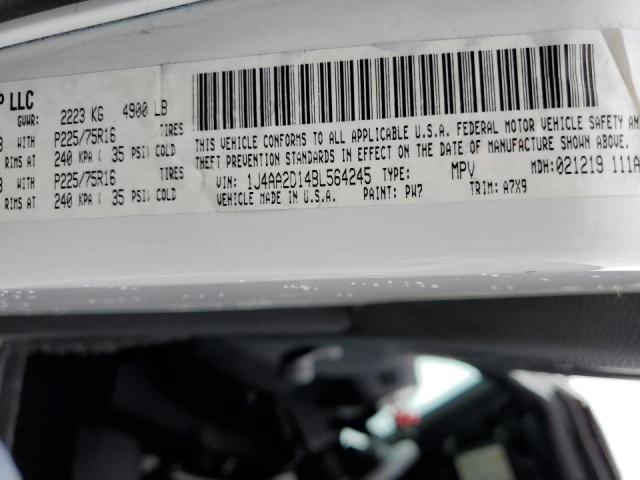 P LLC
GVWR: 2223 KG 4900 LB
B WITH P225/75R16 TIRES
RIMS AT 240 KPA ( 35 PSI) COLD
B WITH P225/75R16 TIRES
RIMS AT 240 KPA ( 35 PSI) COLD
THIS VEHICLE CONFORMS TO ALL APPLICABLE U.S.A. FEDERAL MOTOR VEHICLE SAFETY AN
THEFT PREVENTION STANDARDS IN EFFECT ON THE DATE OF MANUFACTURE SHOWN ABOVE.
VIN: 1J4AA2D14BL564245 TYPE: MPV MDH:021219 111A
VEHICLE MADE IN U.S.A. PAINT: PW7 TRIM: A7X9